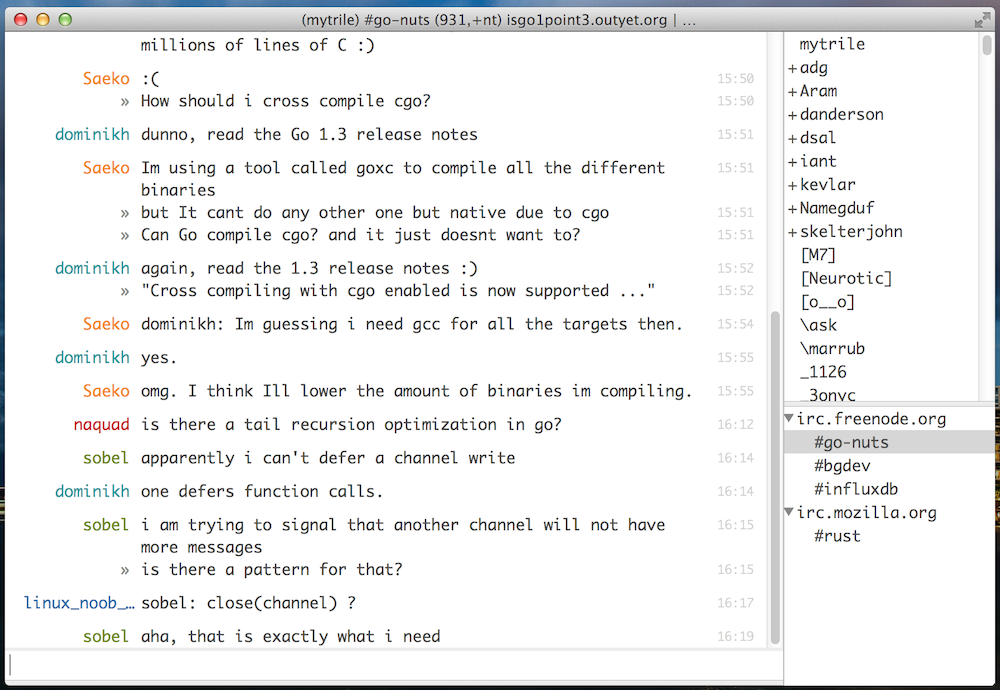 (mytrile) #go-nuts (931,+nt) isgo1point3.outyet.org | ...
millions of lines of C :)
Saeko :( 15:50
» How should i cross compile cgo? 15:50
dominikh dunno, read the Go 1.3 release notes 15:51
Saeko Im using a tool called goxc to compile all the different 15:51
binaries
» but It cant do any other one but native due to cgo 15:51
» Can Go compile cgo? and it just doesnt want to? 15:51
dominikh again, read the 1.3 release notes :) 15:52
» "Cross compiling with cgo enabled is now supported ..." 15:52
Saeko dominikh: Im guessing i need gcc for all the targets then. 15:54
dominikh yes. 15:55
Saeko omg. I think Ill lower the amount of binaries im compiling. 15:55
naquad is there a tail recursion optimization in go? 16:12
sobel apparently i can't defer a channel write 16:14
dominikh one defers function calls. 16:14
sobel i am trying to signal that another channel will not have 16:15
more messages
» is there a pattern for that? 16:15
linux_noob_… sobel: close(channel) ? 16:17
sobel aha, that is exactly what i need 16:19
mytrile
+adg
+Aram
+danderson
+dsal
+iant
+kevlar
+Namegduf
+skelterjohn
[M7]
[Neurotic]
[o__o]
\ask
\marrub
_1126
_3onyc
irc.freenode.org
#go-nuts
#bgdev
#influxdb
irc.mozilla.org
#rust